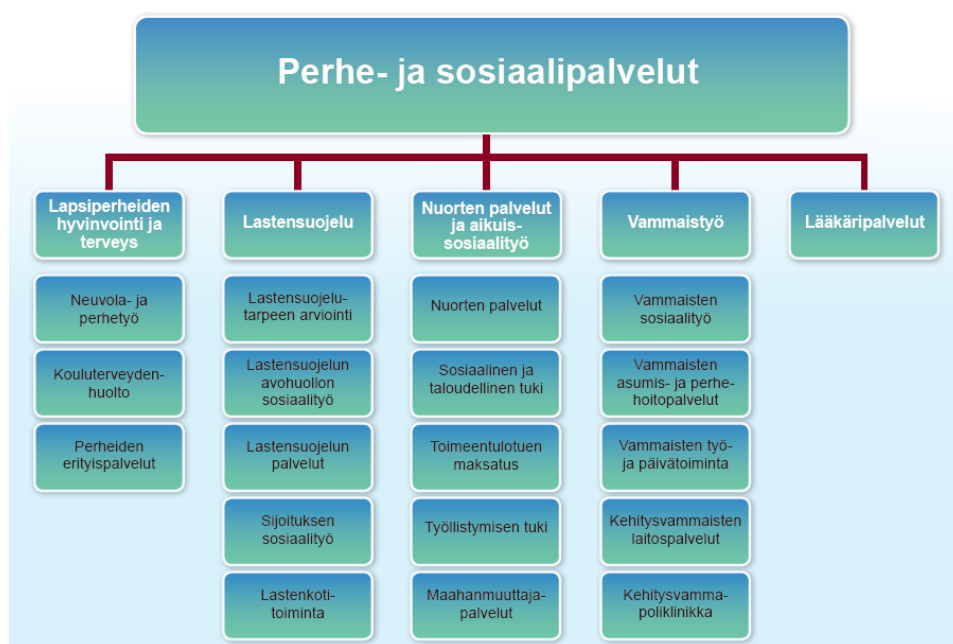 Perhe- ja sosiaalipalvelut
Lapsiperheiden
hyvinvointi ja
terveys
Neuvola- ja
perhetyö
Kouluterveyden-
huolto
Perheiden
erityispalvelut
Lastensuojelu
Lastensuojelu-
tarpeen arviointi
Lastensuojelun
avohuollon
sosiaalityö
Lastensuojelun
palvelut
Sijoituksen
sosiaalityö
Lastenkoti-
toiminta
Nuorten palvelut
ja aikuis-
sosiaalityö
Nuorten palvelut
Sosiaalinen ja
taloudellinen tuki
Toimeentulotuen
maksatus
Työllistymisen tuki
Maahanmuuttaja-
palvelut
Vammaistyö
Vammaisten
sosiaalityö
Vammaisten
asumis- ja perhe-
hoitopalvelut
Vammaisten työ-
ja päivätoiminta
Kehitysvammaisten
laitospalvelut
Kehitysvamma-
poliklinikka
Lääkäripalvelut